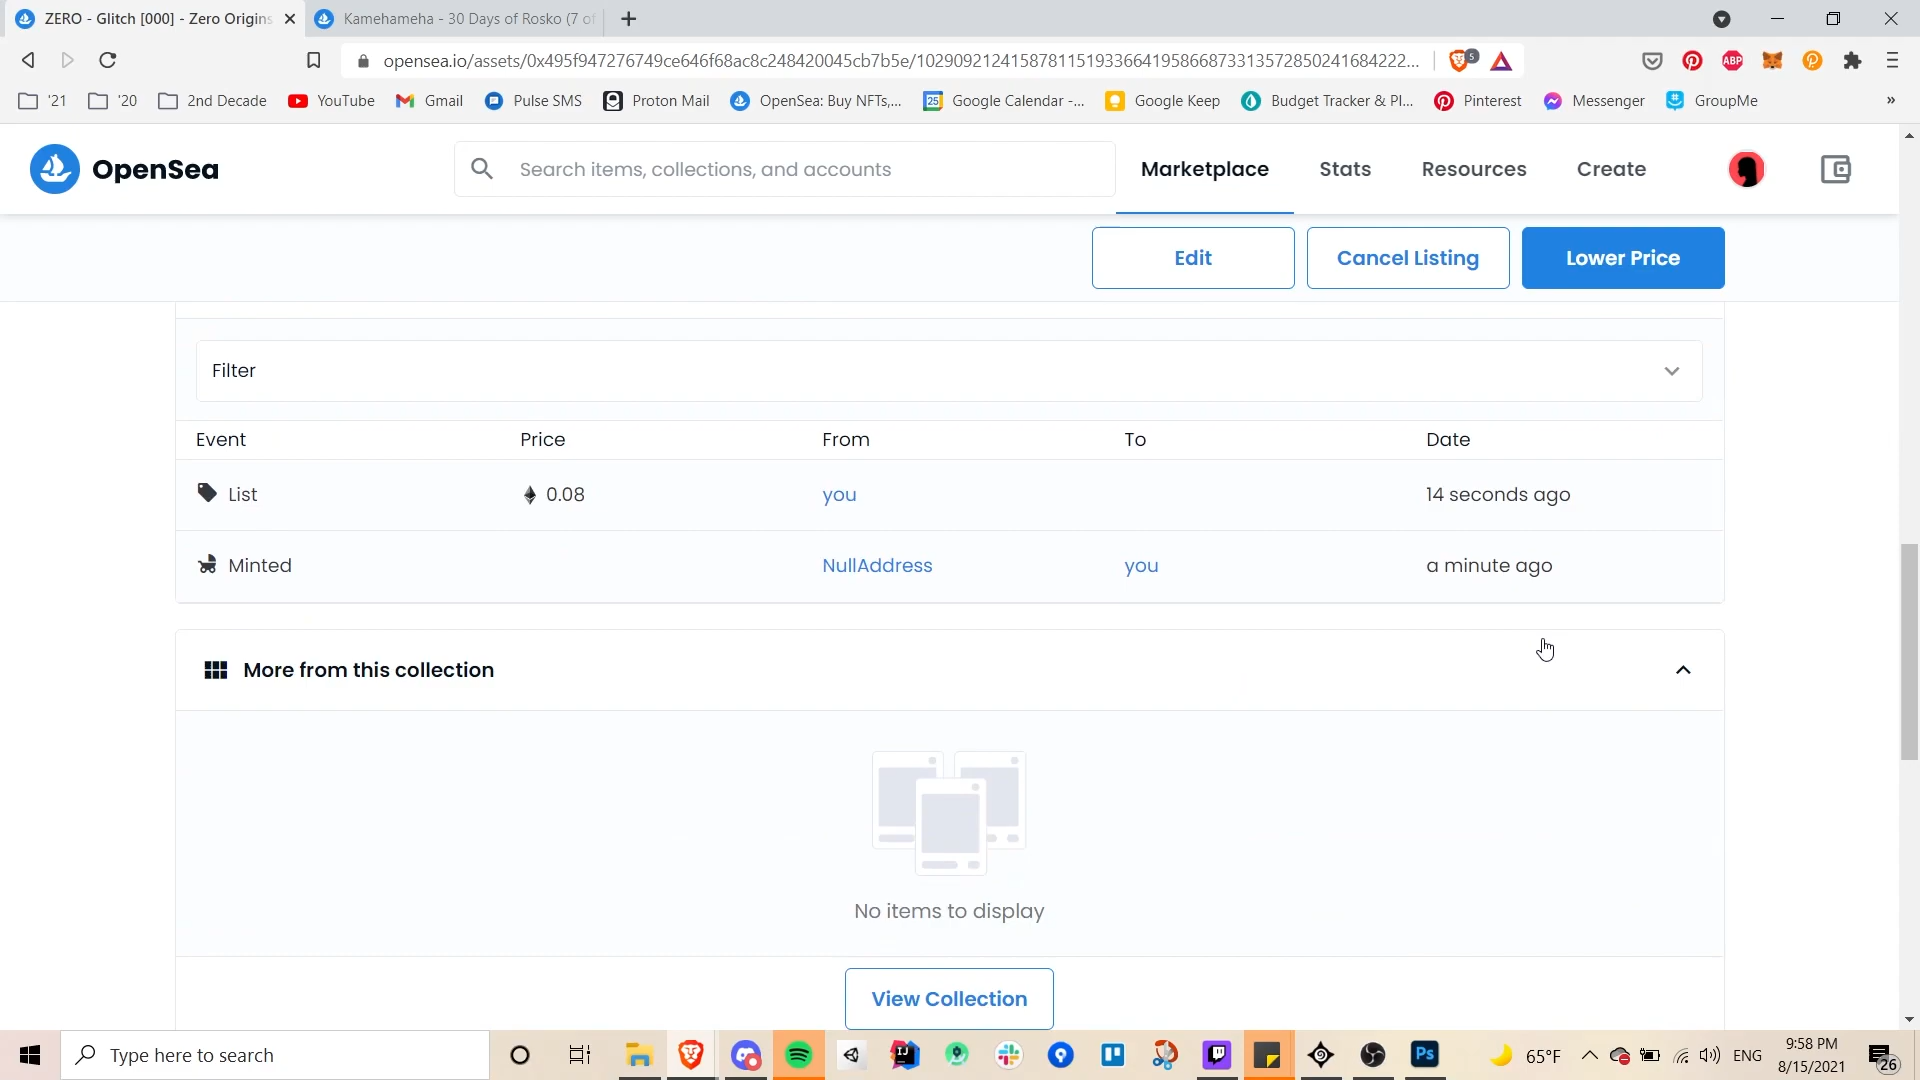 ZERO - Glitch [000] - Zero Origins
Kamehameha - 30 Days of Rosko (7 of
opensea.io/assets/0x495f947276749ce646f68ac8c248420045cb7b5e/10290921241587811519336641958668733135728502416842222...
5
ABP
'21
'20
2nd Decade
YouTube
Gmail
Pulse SMS
Proton Mail
OpenSea: Buy NFTs,...
25
Google Calendar -...
Google Keep
Budget Tracker & Pl...
Pinterest
Messenger
GroupMe
»
OpenSea
Search items, collections, and accounts
Marketplace
Stats
Resources
Create
Edit
Cancel Listing
Lower Price
Filter
Event Price From To Date
List 0.08 you 14 seconds ago
Minted NullAddress you a minute ago
More from this collection
No items to display
View Collection
Type here to search
IJ
Ps
65°F
ENG
9:58 PM
8/15/2021
26